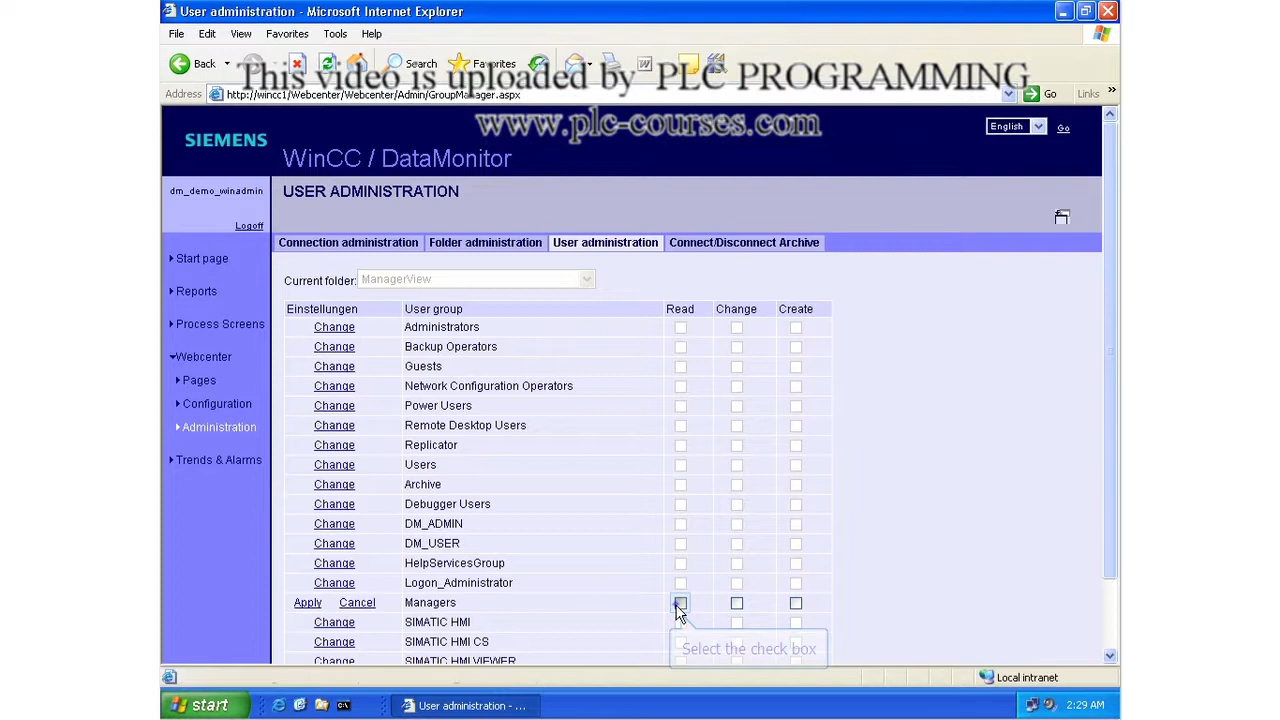 User administration - Microsoft Internet Explorer
File Edit View Favorites Tools Help
Back Search Favorites
This video is uploaded by PLC PROGRAMMING
Address http://wincc1/Webcenter/Webcenter/Admin/GroupManager.aspx Go Links
www.plc-courses.com
SIEMENS
English Go
WinCC / DataMonitor
dm_demo_winadmin
USER ADMINISTRATION
Logoff
Connection administration Folder administration User administration Connect/Disconnect Archive
Start page
Reports
Process Screens
Webcenter
Pages
Configuration
Administration
Trends & Alarms
Current folder: ManagerView
Einstellungen User group Read Change Create
Change Administrators
Change Backup Operators
Change Guests
Change Network Configuration Operators
Change Power Users
Change Remote Desktop Users
Change Replicator
Change Users
Change Archive
Change Debugger Users
Change DM_ADMIN
Change DM_USER
Change HelpServicesGroup
Change Logon_Administrator
Apply Cancel Managers
Change SIMATIC HMI
Change SIMATIC HMI CS
Change SIMATIC HMI VIEWER
Select the check box
Local intranet
start User administration - ... 2:29 AM